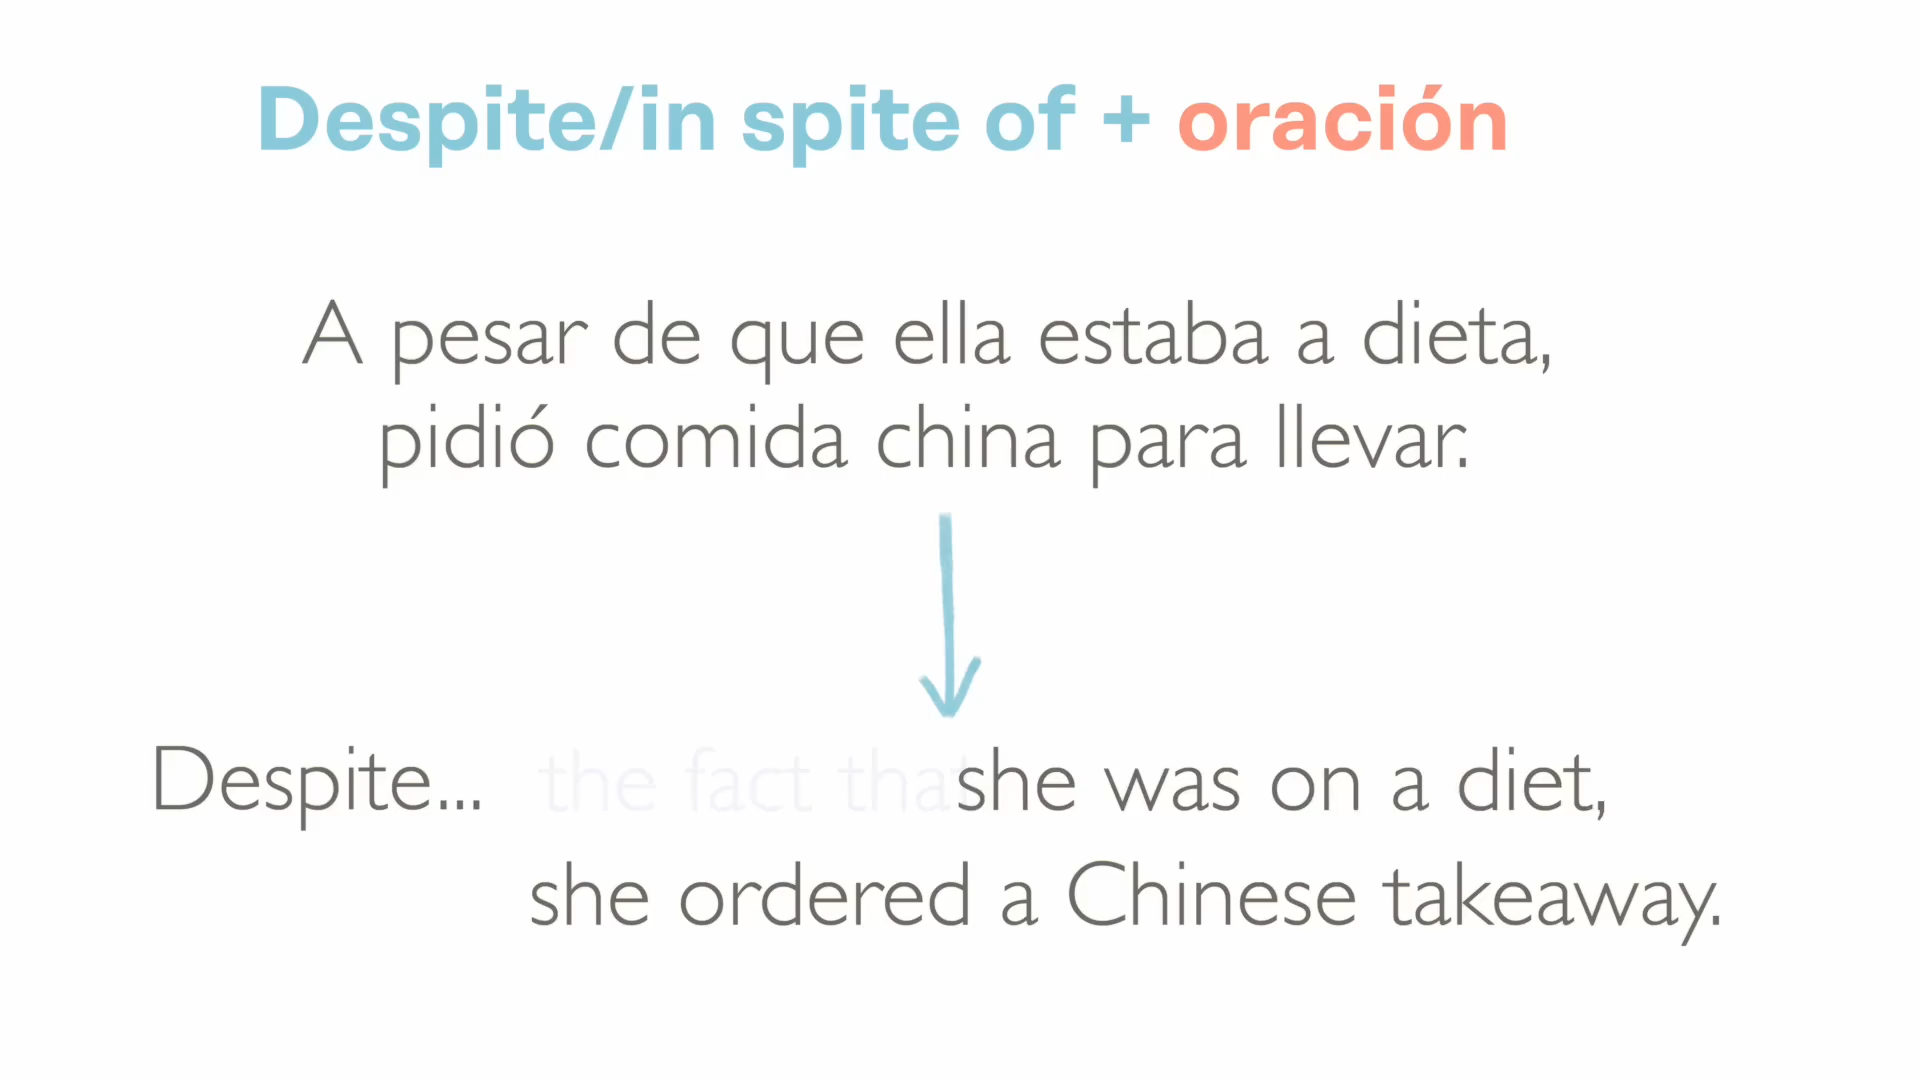 Despite/in spite of + oración
A pesar de que ella estaba a dieta,
pidió comida china para llevar.
Despite... the fact that she was on a diet,
she ordered a Chinese takeaway.